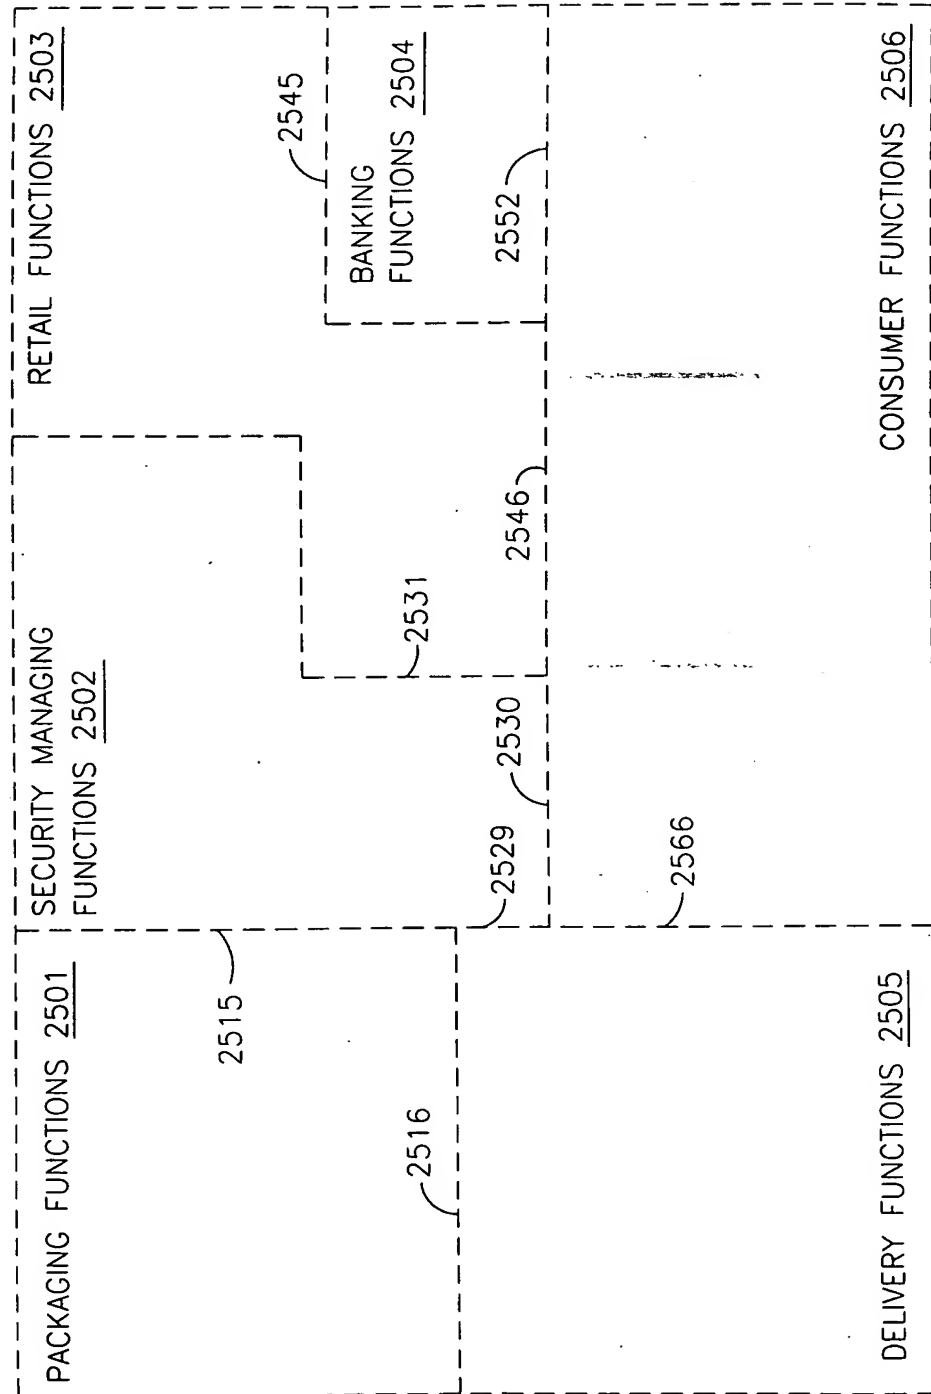 PACKAGING FUNCTIONS 2501
SECURITY MANAGING
FUNCTIONS 2502
RETAIL FUNCTIONS 2503
2545
BANKING
FUNCTIONS 2504
2515
2531
2516
2529
2530
2546
2552
2566
DELIVERY FUNCTIONS 2505
CONSUMER FUNCTIONS 2506